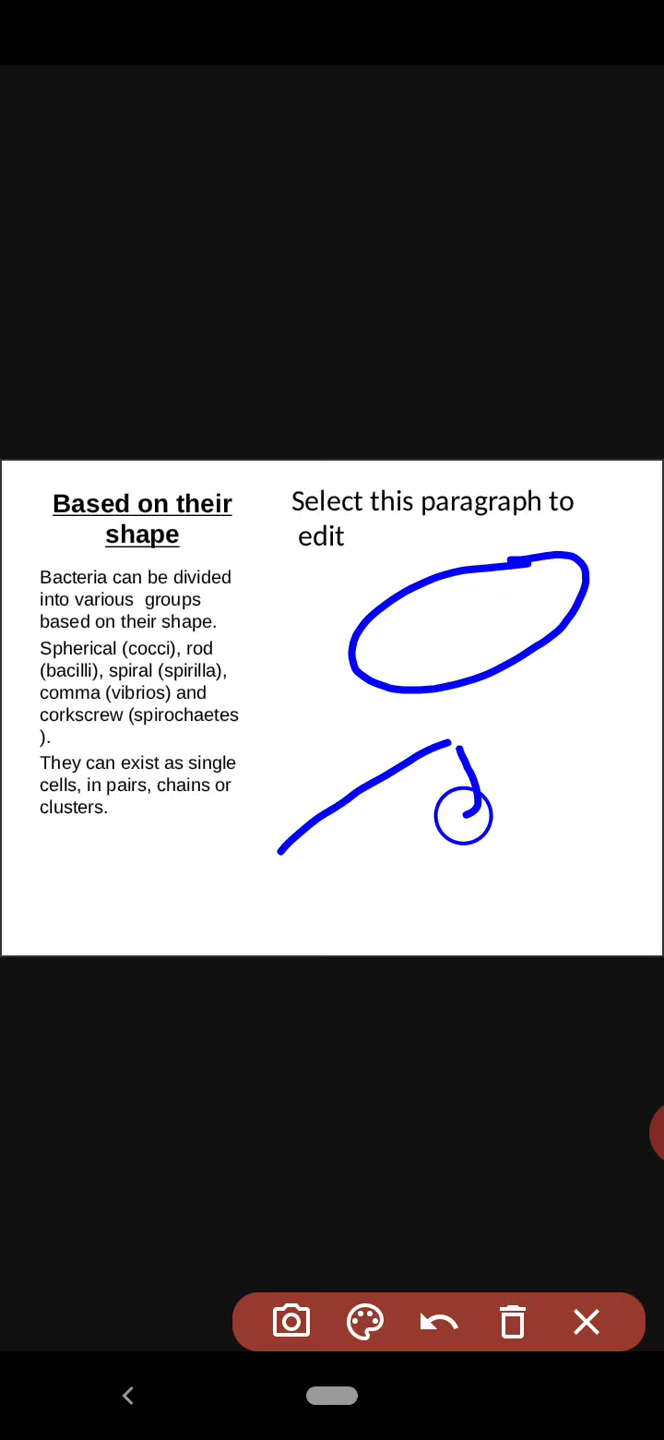 Based on their
shape
Bacteria can be divided
into various  groups
based on their shape.
Spherical (cocci), rod
(bacilli), spiral (spirilla),
comma (vibrios) and
corkscrew (spirochaetes
).
They can exist as single
cells, in pairs, chains or
clusters.
Select this paragraph to
edit